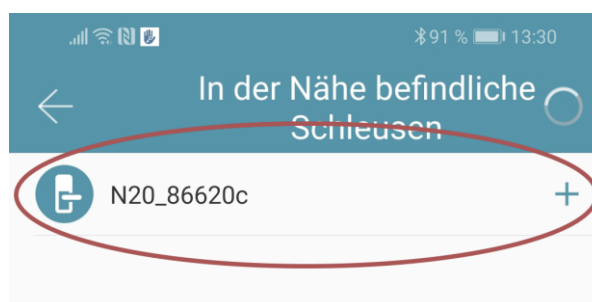 91 % 13:30
In der Nähe befindliche
Schleusen
N20_86620c